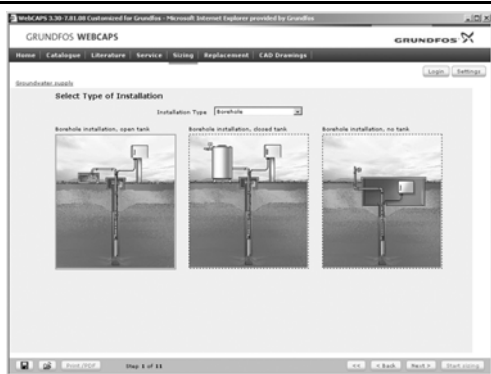 WebCAPS 3.30-7.01.08 Customized for Grundfos - Microsoft Internet Explorer provided by Grundfos
GRUNDFOS WEBCAPS
GRUNDFOS
Home Catalogue Literature Service Sizing Replacement CAD Drawings
Login Settings
Groundwater supply
Select Type of Installation
Installation Type Borehole
Borehole installation, open tank Borehole installation, closed tank Borehole installation, no tank
Print/PDF Step 1 of 11 << < Back Next > Start sizing